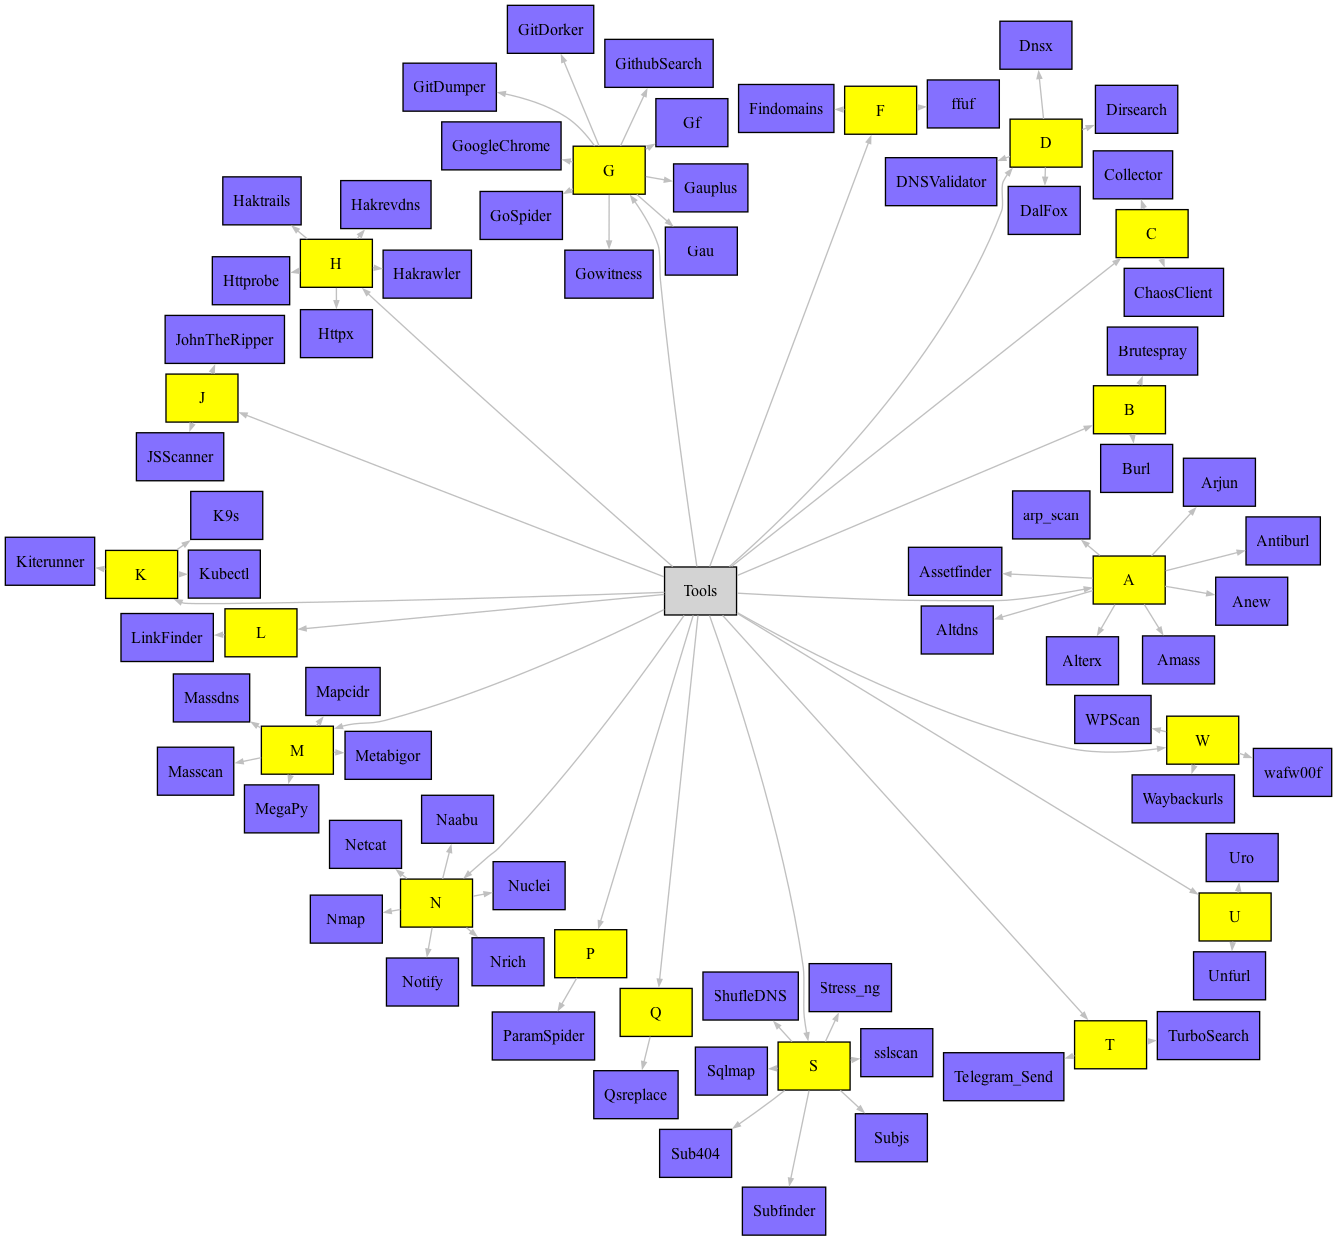 GitDorker
Dnsx
GithubSearch
GitDumper
Findomains
F
ffuf
Dirsearch
Gf
GoogleChrome
D
G
Collector
DNSValidator
Gauplus
Haktrails
Hakrevdns
GoSpider
DalFox
C
Gau
H
Hakrawler
Gowitness
Httprobe
ChaosClient
Httpx
JohnTheRipper
Brutespray
J
B
JSScanner
Burl
Arjun
K9s
arp_scan
Antiburl
Kiterunner
K
Kubectl
Assetfinder
A
Tools
Anew
LinkFinder
L
Altdns
Alterx
Amass
Massdns
Mapcidr
WPScan
W
M
Metabigor
Masscan
wafw00f
Waybackurls
MegaPy
Naabu
Netcat
Uro
Nuclei
N
Nmap
U
P
Nrich
Notify
Unfurl
ShufleDNS
Stress_ng
Q
ParamSpider
TurboSearch
T
sslscan
S
Sqlmap
Telegram_Send
Qsreplace
Subjs
Sub404
Subfinder